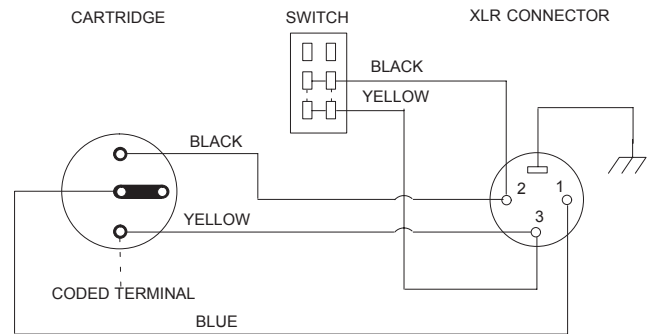 CARTRIDGE
SWITCH
XLR CONNECTOR
BLACK
YELLOW
BLACK
2
1
3
YELLOW
CODED TERMINAL
BLUE